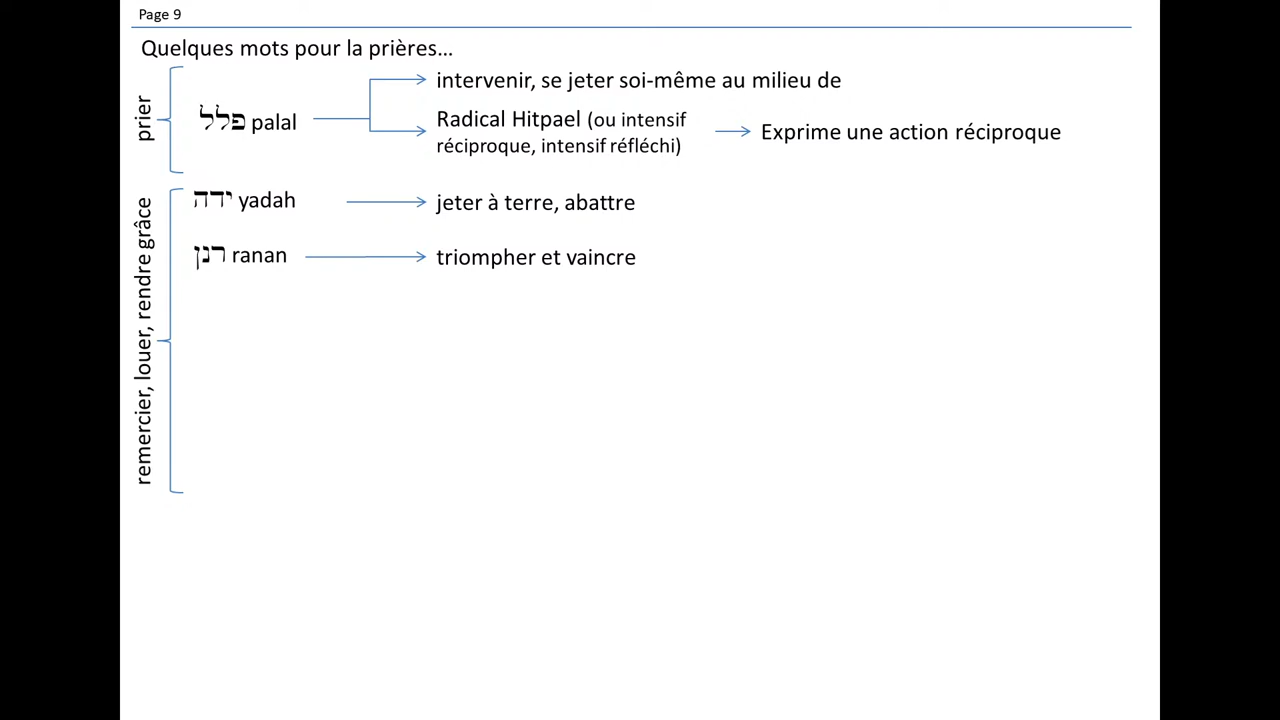 Page 9
Quelques mots pour la prières...
prier
פלל palal
intervenir, se jeter soi-même au milieu de
Radical Hitpael (ou intensif
réciproque, intensif réfléchi)
Exprime une action réciproque
remercier, louer, rendre grâce
ידה yadah
jeter à terre, abattre
רנן ranan
triompher et vaincre